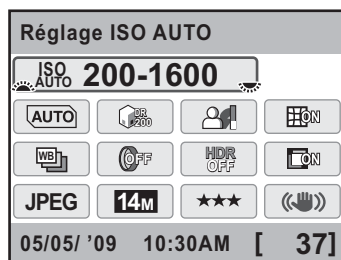 Réglage ISO AUTO
ISO AUTO 200-1600
AUTO DR 200 ON
WB OFF HDR OFF ON
JPEG 14M ★★★
05/05/ '09 10:30AM [ 37]